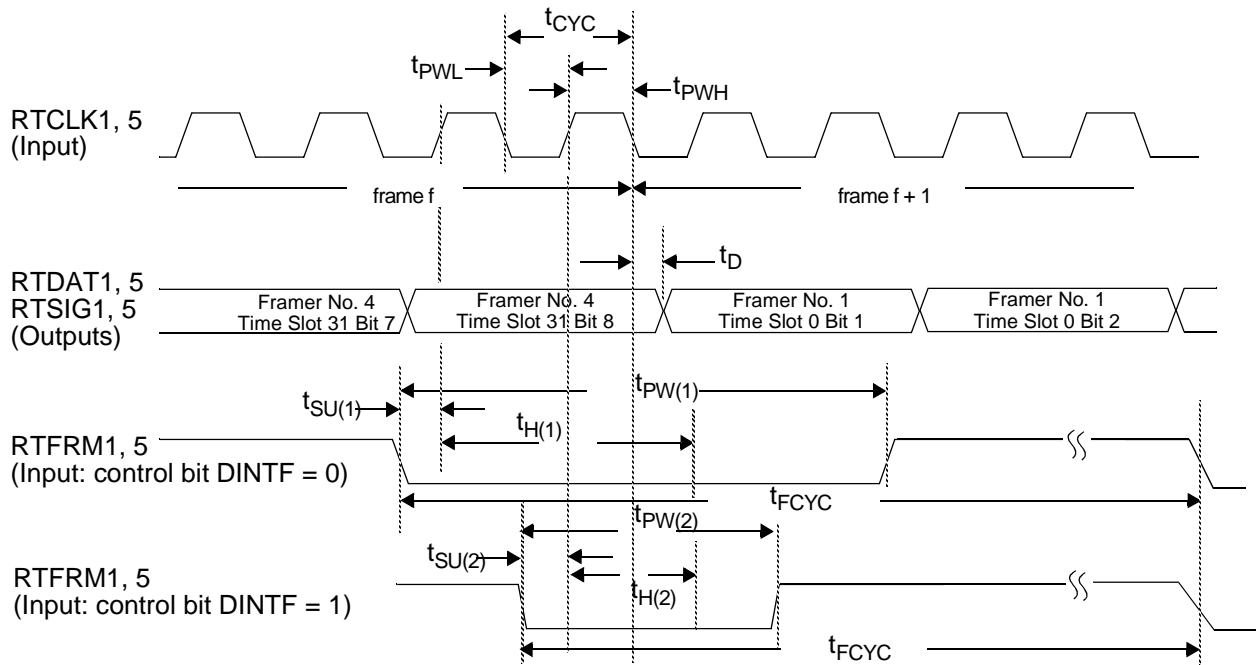 tCYC
tPWL
tPWH
RTCLK1, 5
(Input)
frame f
frame f + 1
tD
RTDAT1, 5
RTSIG1, 5
(Outputs)
Framer No. 4
Time Slot 31 Bit 7
Framer No. 4
Time Slot 31 Bit 8
Framer No. 1
Time Slot 0 Bit 1
Framer No. 1
Time Slot 0 Bit 2
tPW(1)
tSU(1)
tH(1)
RTFRM1, 5
(Input: control bit DINTF = 0)
tFCYC
tPW(2)
tSU(2)
tH(2)
RTFRM1, 5
(Input: control bit DINTF = 1)
tFCYC